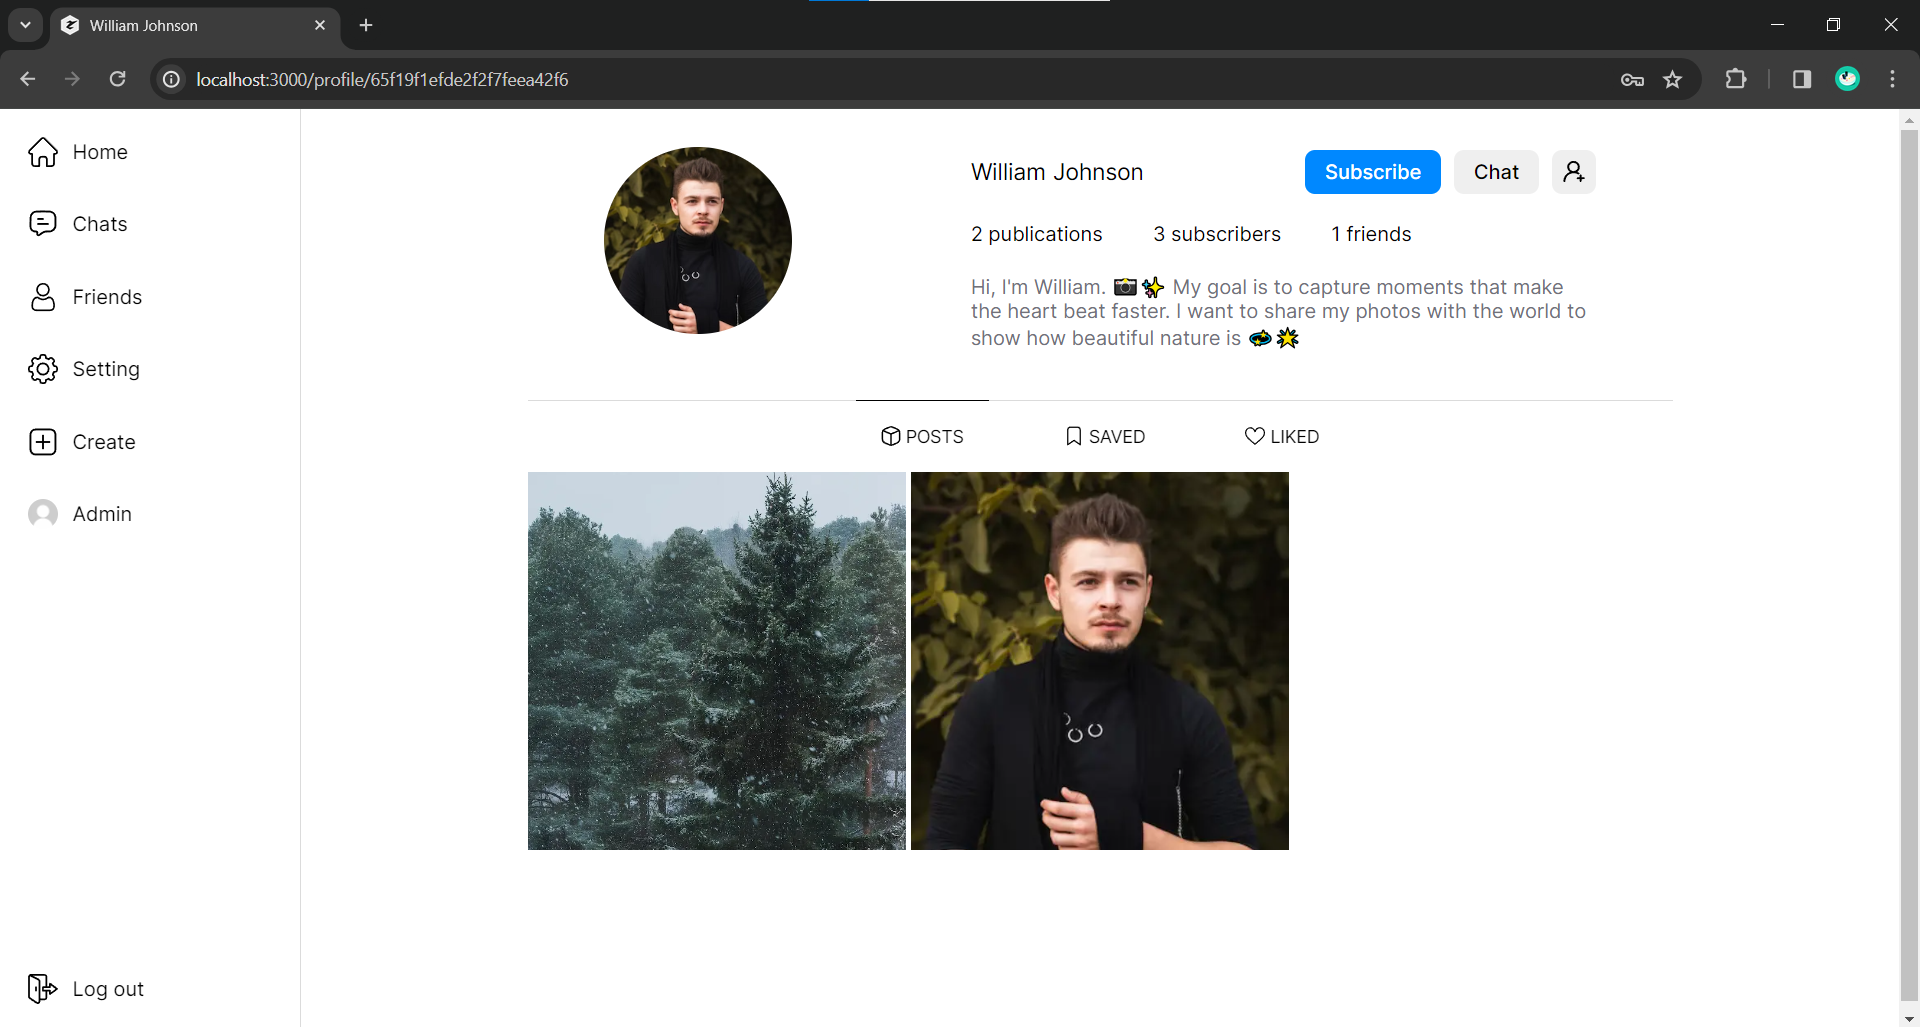 William Johnson
localhost:3000/profile/65f19f1efde2f2f7feea42f6
Home
Chats
Friends
Setting
Create
Admin
Log out
William Johnson
Subscribe
Chat
2 publications
3 subscribers
1 friends
Hi, I'm William. 📷✨ My goal is to capture moments that make
the heart beat faster. I want to share my photos with the world to
show how beautiful nature is 💫🌟
POSTS
SAVED
LIKED